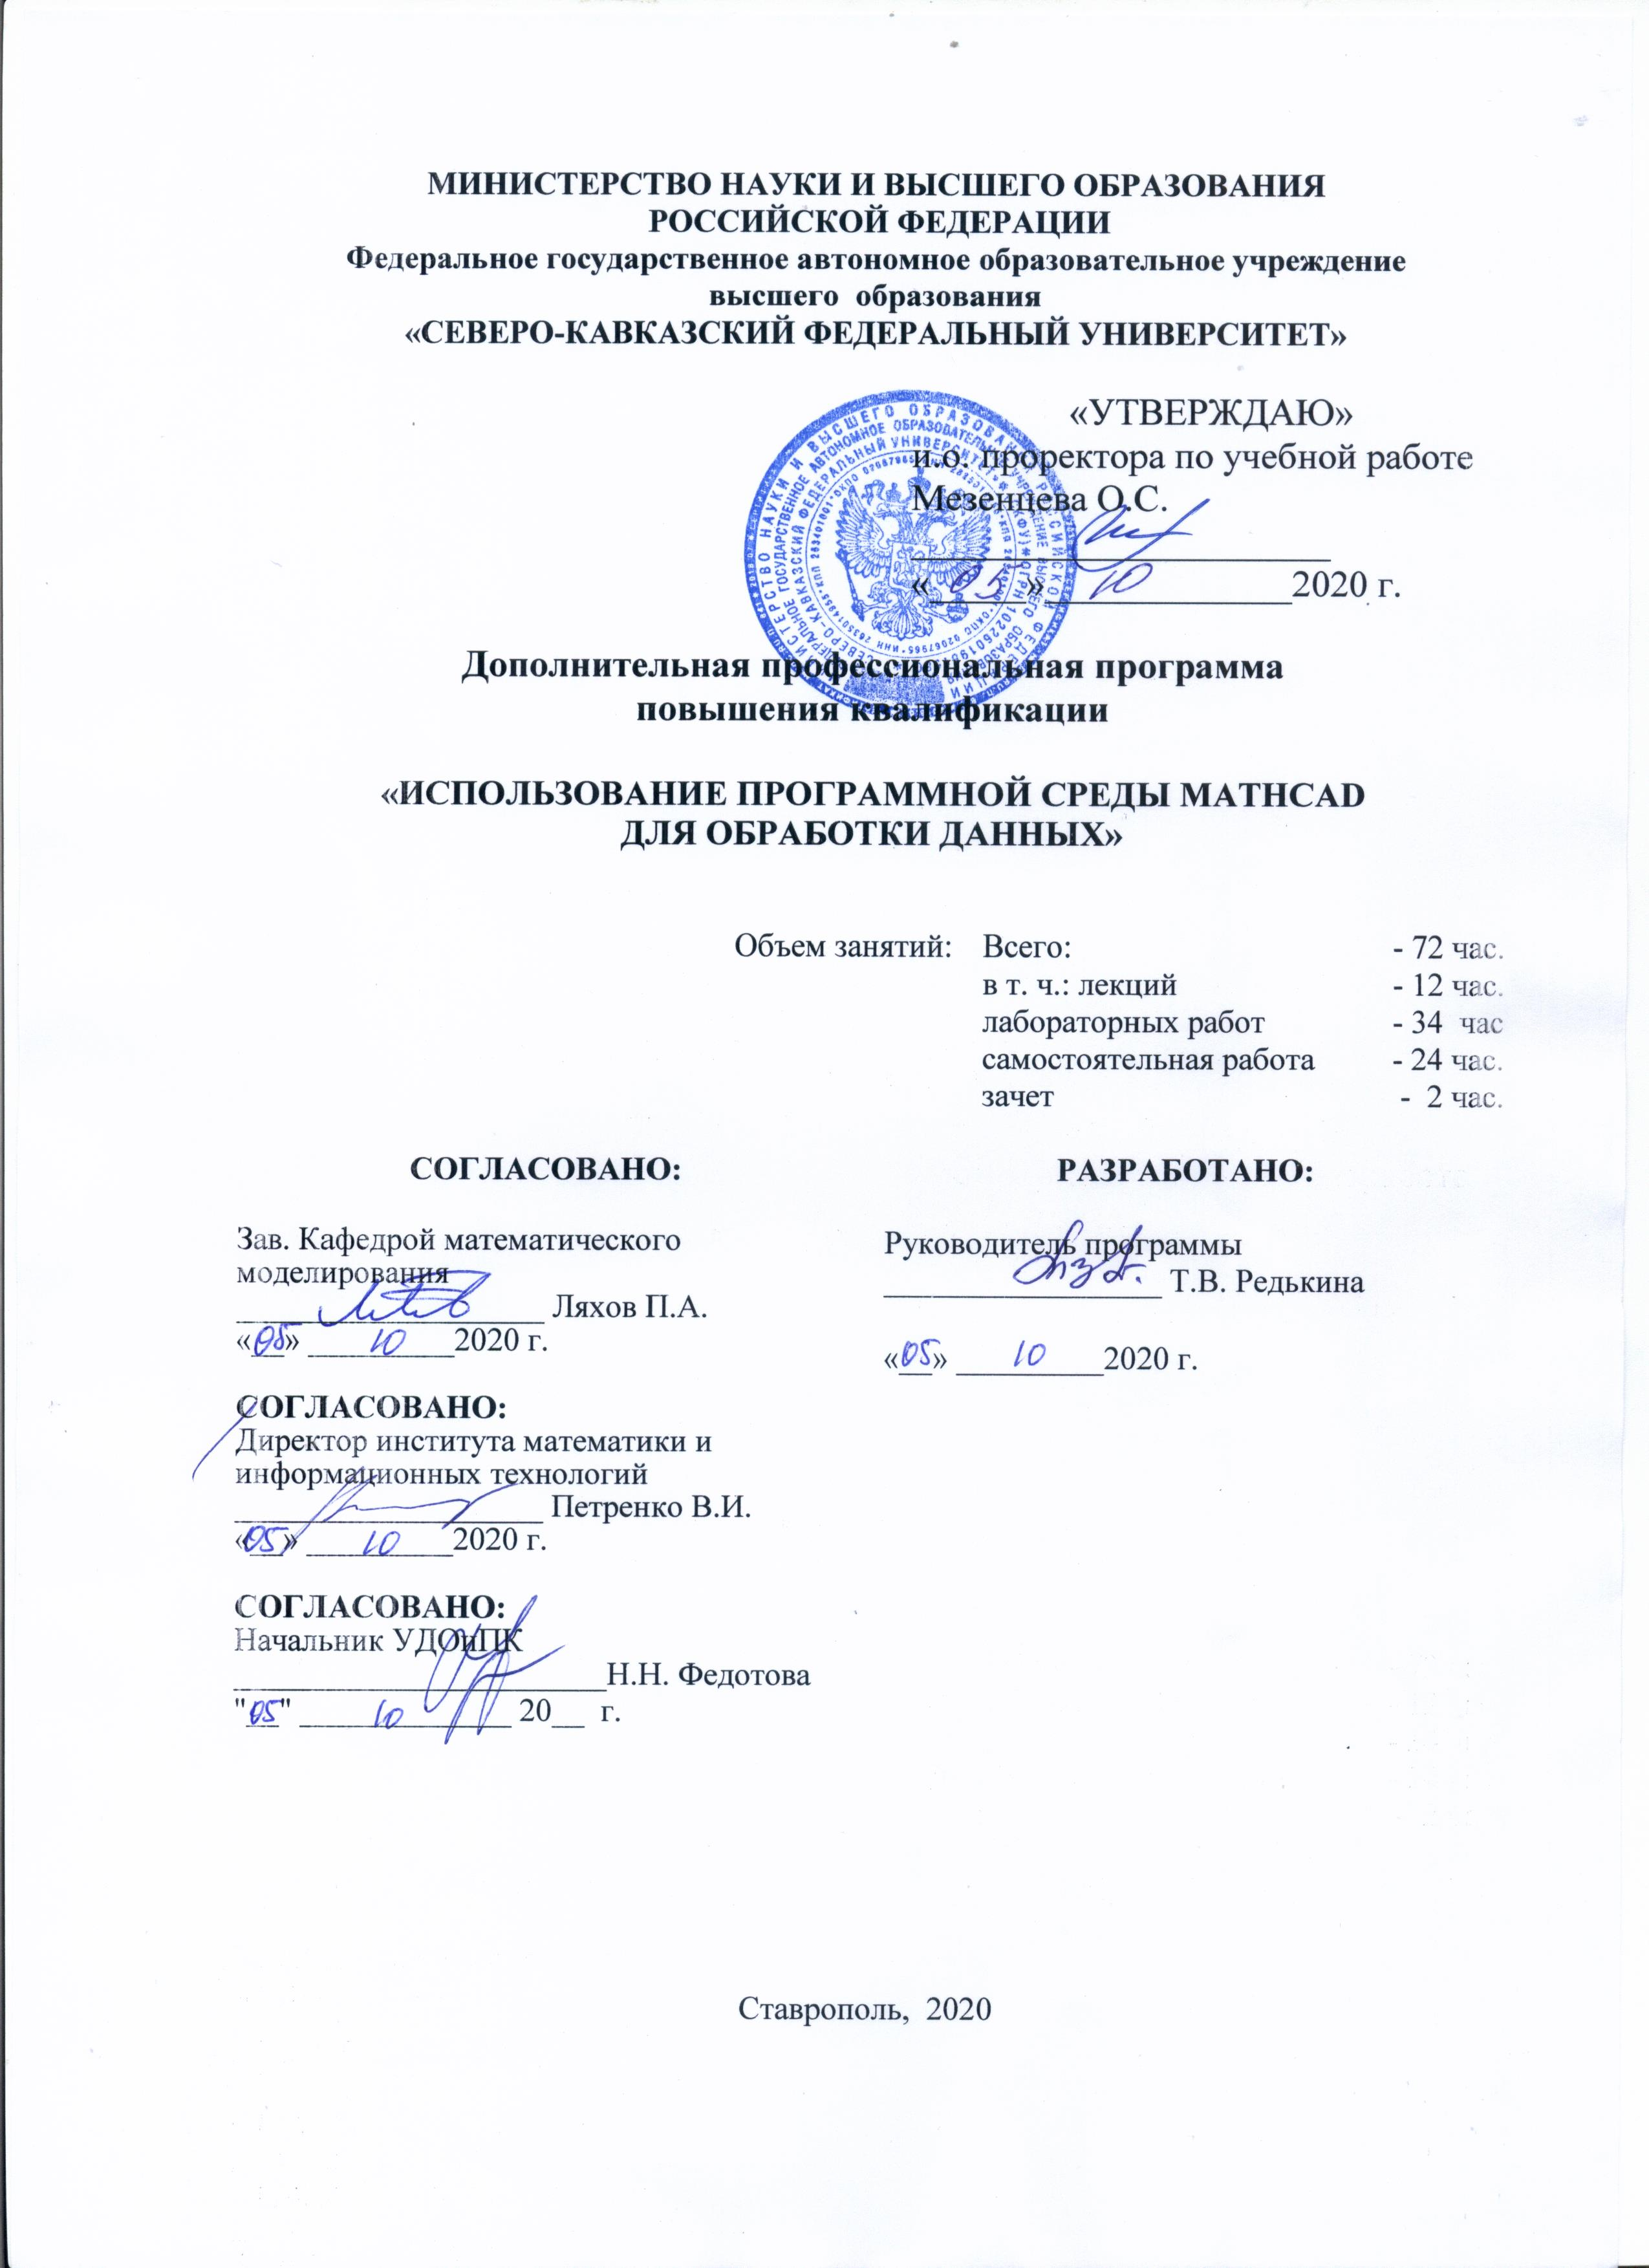 МИНИСТЕРСТВО НАУКИ И ВЫСШЕГО ОБРАЗОВАНИЯ
РОССИЙСКОЙ ФЕДЕРАЦИИ
Федеральное государственное автономное образовательное учреждение
высшего образования
«СЕВЕРО-КАВКАЗСКИЙ ФЕДЕРАЛЬНЫЙ УНИВЕРСИТЕТ»
«УТВЕРЖДАЮ»
и.о. проректора по учебной работе
Мезенцева О.С.
«05» 10 2020 г.
Дополнительная профессиональная программа
повышения квалификации
«ИСПОЛЬЗОВАНИЕ ПРОГРАММНОЙ СРЕДЫ MATHCAD
ДЛЯ ОБРАБОТКИ ДАННЫХ»
Объем занятий: Всего: - 72 час.
в т. ч.: лекций - 12 час.
лабораторных работ - 34 час
самостоятельная работа - 24 час.
зачет - 2 час.
СОГЛАСОВАНО:
Зав. Кафедрой математического
моделирования
Ляхов П.А.
«05» 10 2020 г.
РАЗРАБОТАНО:
Руководитель программы
Т.В. Редькина
«05» 10 2020 г.
СОГЛАСОВАНО:
Директор института математики и
информационных технологий
Петренко В.И.
«05» 10 2020 г.
СОГЛАСОВАНО:
Начальник УДОиПК
Н.Н. Федотова
"05" 10 20__ г.
Ставрополь, 2020